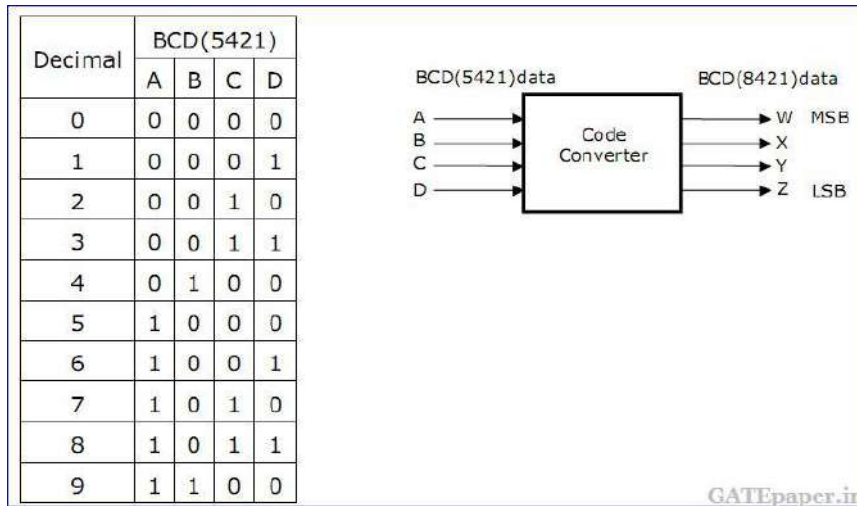 Decimal BCD(5421)
A B C D
0 0 0 0 0
1 0 0 0 1
2 0 0 1 0
3 0 0 1 1
4 0 1 0 0
5 1 0 0 0
6 1 0 0 1
7 1 0 1 0
8 1 0 1 1
9 1 1 0 0
BCD(5421)data BCD(8421)data
A W MSB
B X
C Y
D Z LSB
Code
Converter
GATEpaper.in